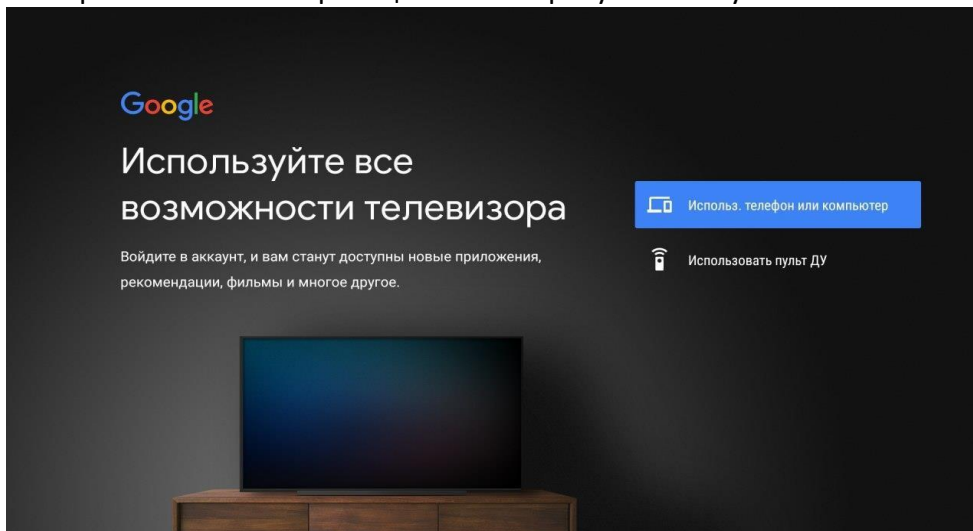 Google
Используйте все
возможности телевизора
Войдите в аккаунт, и вам станут доступны новые приложения,
рекомендации, фильмы и многое другое.
Использ. телефон или компьютер
Использовать пульт ДУ